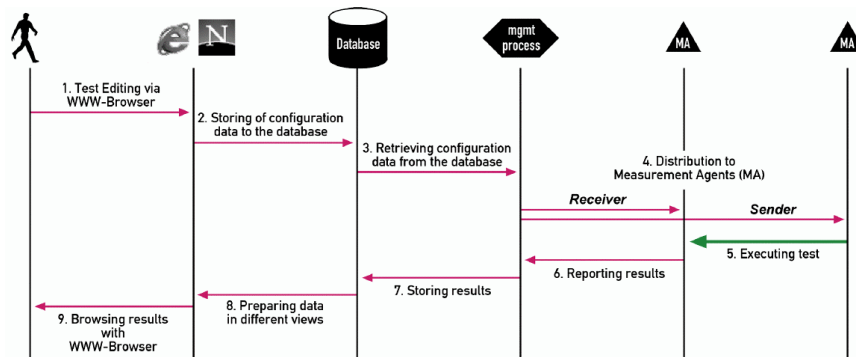 N
Database
mgmt
process
MA
MA
1. Test Editing via
WWW-Browser
2. Storing of configuration
data to the database
3. Retrieving configuration
data from the database
4. Distribution to
Measurement Agents (MA)
Receiver
Sender
5. Executing test
6. Reporting results
7. Storing results
8. Preparing data
in different views
9. Browsing results
with
WWW-Browser